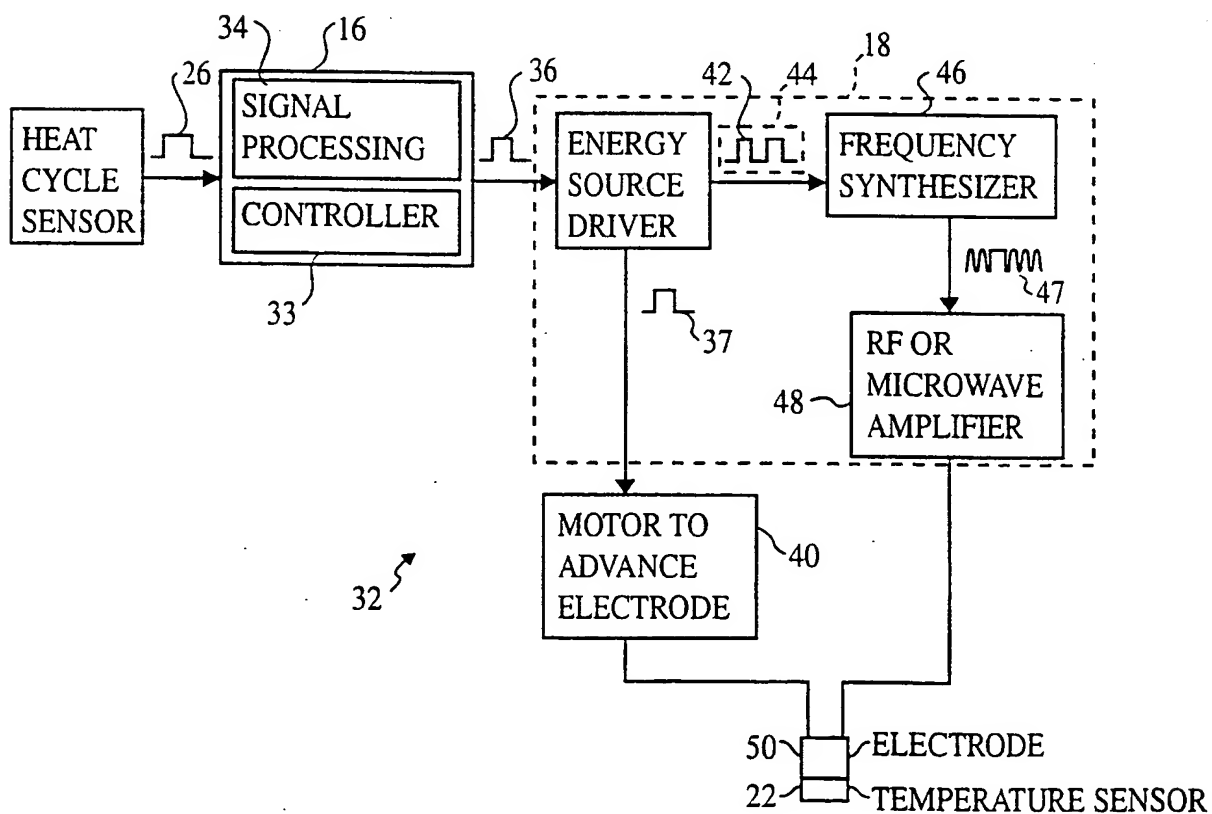 34
16
26
36
42
44
18
46
HEAT
CYCLE
SENSOR
SIGNAL
PROCESSING
CONTROLLER
33
ENERGY
SOURCE
DRIVER
FREQUENCY
SYNTHESIZER
47
37
RF OR
MICROWAVE
AMPLIFIER
48
MOTOR TO
ADVANCE
ELECTRODE
40
32
50
ELECTRODE
22
TEMPERATURE SENSOR